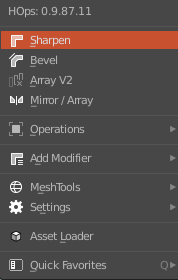 HOps: 0.9.87.11
Sharpen
Bevel
Array V2
Mirror / Array
Operations
Add Modifier
MeshTools
Settings
Asset Loader
Quick Favorites Q